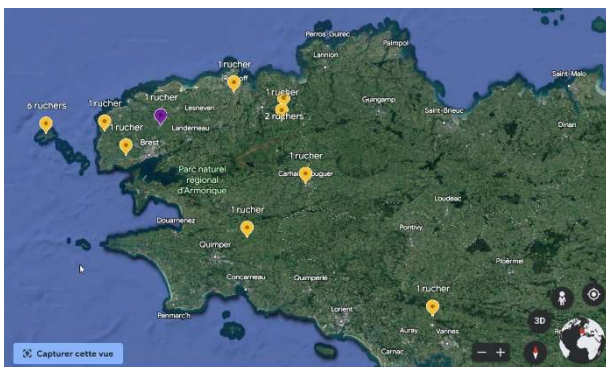 Perros-Guirec
Paimpol
Lannion
1 rucher
Saint-Malo
1 rucher
6 ruchers
1 rucher
1 rucher
Lesneven
Guingamp
2 ruchers
Saint-Brieuc
1 rucher
Landerneau
Dinan
Brest
1 rucher
Parc naturel
régional
d'Armorique
Loudéac
1 rucher
Douarnenez
Pontivy
Quimper
Ploërmel
Concarneau
Quimperlé
1 rucher
Penmarc'h
Lorient
3D
Auray
Vannes
Carnac
Capturer cette vue